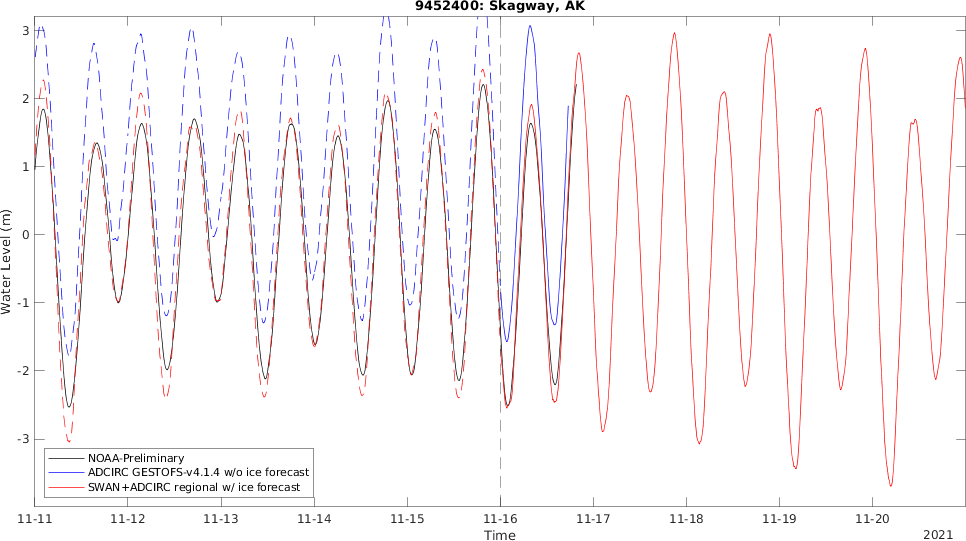 9452400: Skagway, AK
3
2
1
0
-1
-2
-3
Water Level (m)
NOAA-Preliminary
ADCIRC GESTOFS-v4.1.4 w/o ice forecast
SWAN+ADCIRC regional w/ ice forecast
11-11 11-12 11-13 11-14 11-15 11-16 11-17 11-18 11-19 11-20
Time
2021